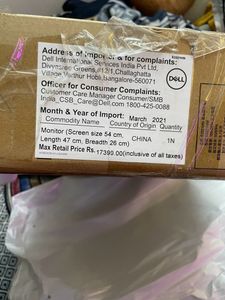 Address of Importer & for complaints:
Dell International Services India Pvt Ltd,
Divyasree Greens, #12/1, Challaghatta
Village, Varthur Hobli, Bangalore-560071
DELL
Officer for Consumer Complaints:
Customer Care Manager Consumer/SMB
India_CSB_Care@Dell.com 1800-425-0088
Month & Year of Import: March 2021
Commodity Name Country of Origin Quantity
Monitor (Screen size 54 cm, CHINA 1N
Length 47 cm, Breadth 26 cm)
Max Retail Price Rs. 17399.00(inclusive of all taxes)